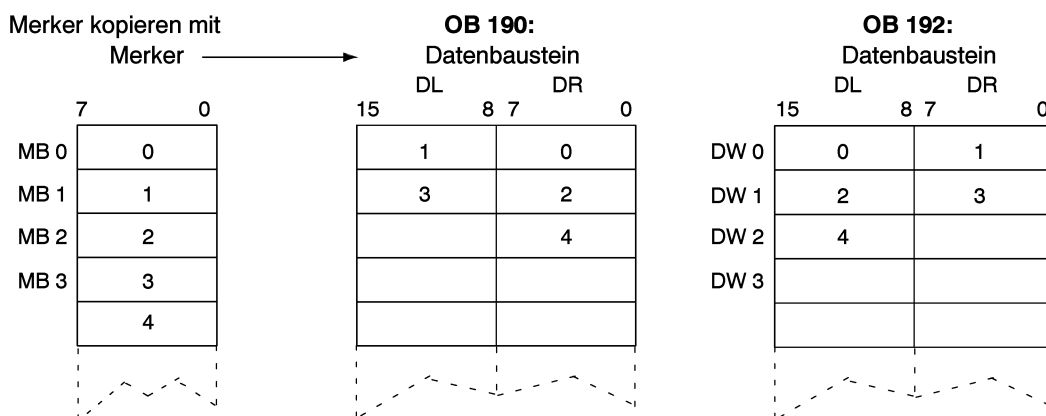 Merker kopieren mit OB 190: OB 192:
Merker Datenbaustein Datenbaustein
DL DR DL DR
7 0 15 8 7 0 15 8 7 0
MB 0 0 1 0 DW 0 0 1
MB 1 1 3 2 DW 1 2 3
MB 2 2 4 DW 2 4
MB 3 3 DW 3
4